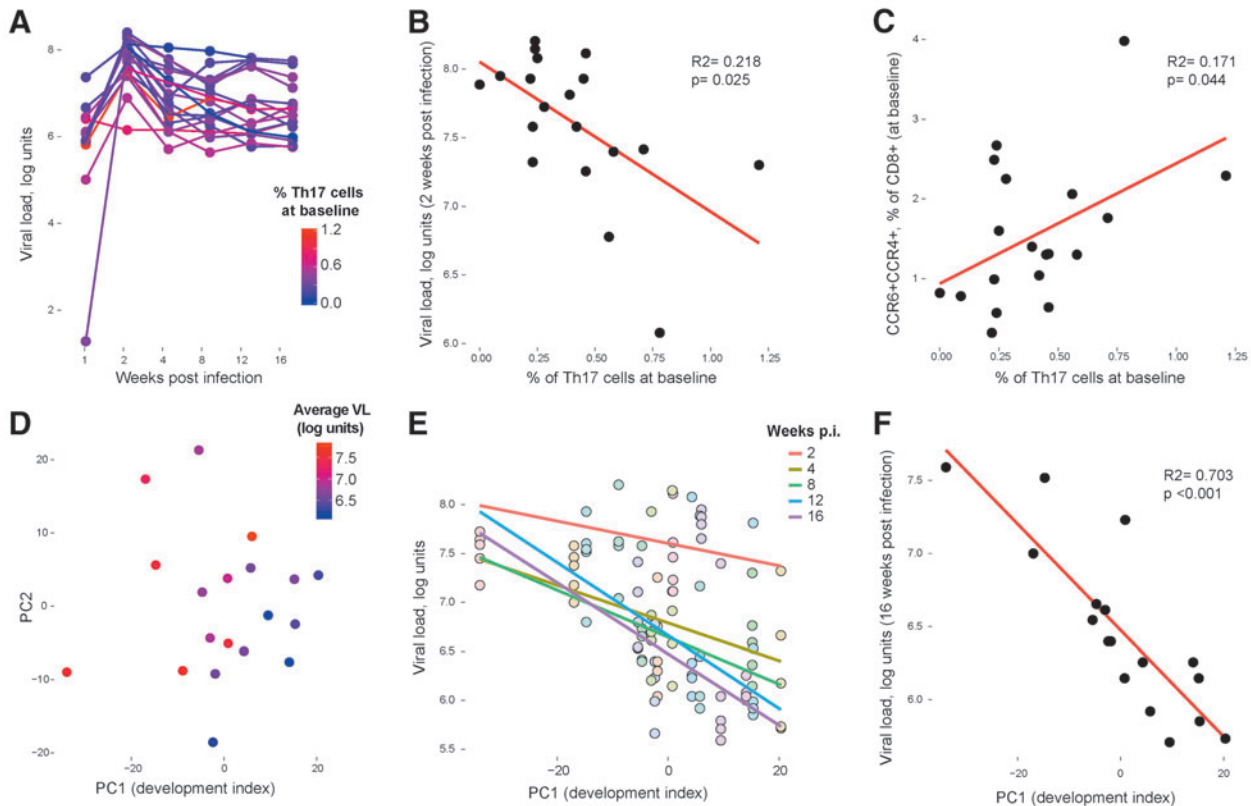 A
8 -
6 -
4 -
2 -
Viral load, log units
% Th17 cells
at baseline
1.2
0.6
0.0
1 2 4 8 12 16
Weeks post infection
B
R2= 0.218
p= 0.025
8.0 -
7.5 -
7.0 -
6.5 -
6.0 -
Viral load, log units (2 weeks post infection)
0.00 0.25 0.50 0.75 1.00 1.25
% of Th17 cells at baseline
C
R2= 0.171
p= 0.044
4 -
3 -
2 -
1 -
CCR6+CCR4+, % of CD8+ (at baseline)
0.00 0.25 0.50 0.75 1.00 1.25
% of Th17 cells at baseline
D
Average VL
(log units)
7.5
7.0
6.5
20 -
10 -
0 -
-10 -
-20 -
PC2
-20 0 20
PC1 (development index)
E
Weeks p.i.
2
4
8
12
16
8.0 -
7.5 -
7.0 -
6.5 -
6.0 -
5.5 -
Viral load, log units
-20 0 20
PC1 (development index)
F
R2= 0.703
p <0.001
7.5 -
7.0 -
6.5 -
6.0 -
Viral load, log units (16 weeks post infection)
-20 0 20
PC1 (development index)